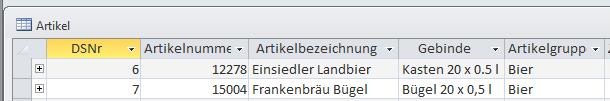 Artikel
DSNr Artikelnumme Artikelbezeichnung Gebinde Artikelgrupp
6 12278 Einsiedler Landbier Kasten 20 x 0.5 l Bier
7 15004 Frankenbräu Bügel Bügel 20 x 0,5 l Bier